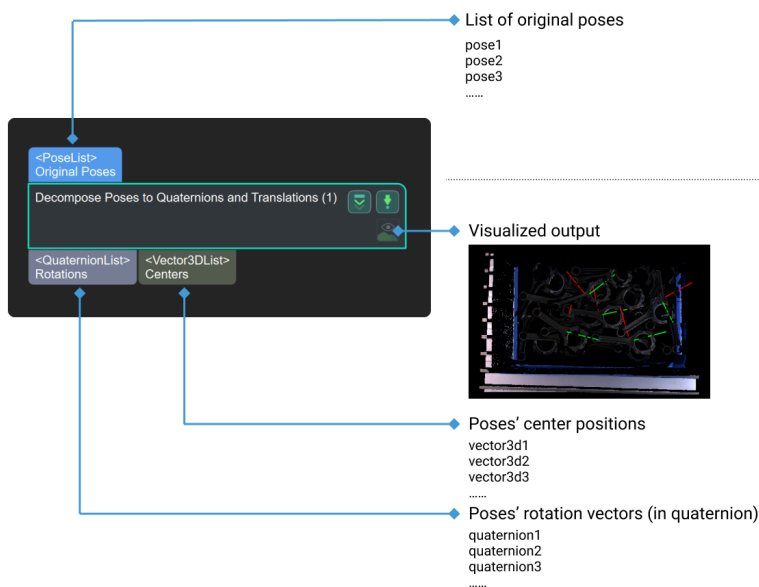 List of original poses
pose1
pose2
pose3
......
<PoseList>
Original Poses
Decompose Poses to Quaternions and Translations (1)
<QuaternionList>
Rotations
<Vector3DList>
Centers
Visualized output
Poses’ center positions
vector3d1
vector3d2
vector3d3
......
Poses’ rotation vectors (in quaternion)
quaternion1
quaternion2
quaternion3
......